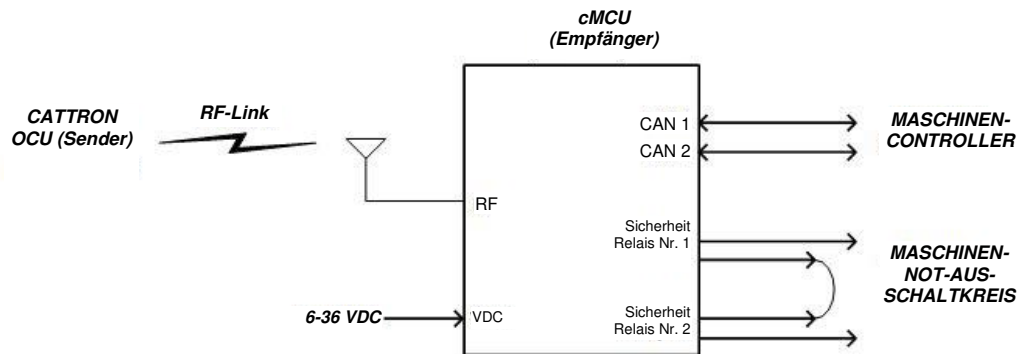 cMCU
(Empfänger)
CATTRON
OCU (Sender)
RF-Link
CAN 1
CAN 2
MASCHINEN-
CONTROLLER
RF
Sicherheit
Relais Nr. 1
MASCHINEN-
NOT-AUS-
SCHALTKREIS
6-36 VDC
VDC
Sicherheit
Relais Nr. 2